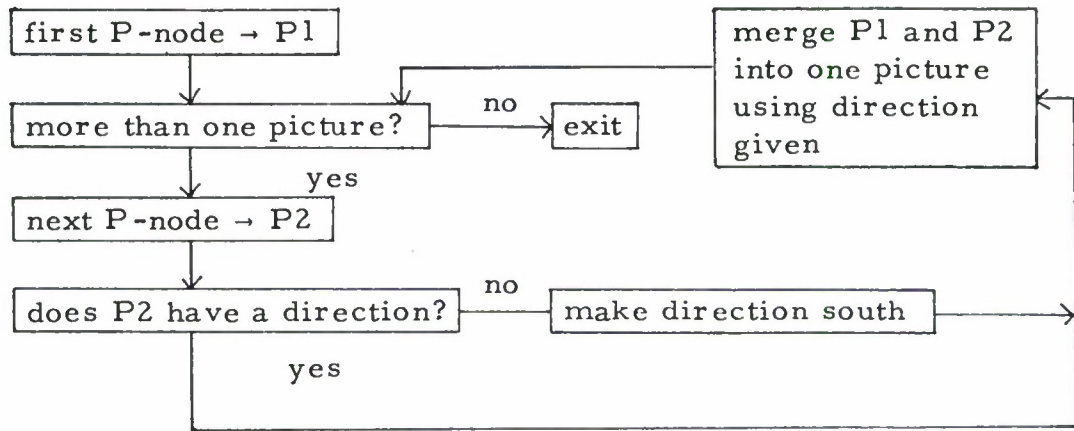 first P-node → P1
merge P1 and P2
into one picture
using direction
given
more than one picture?
no
exit
yes
next P-node → P2
does P2 have a direction?
no
make direction south
yes